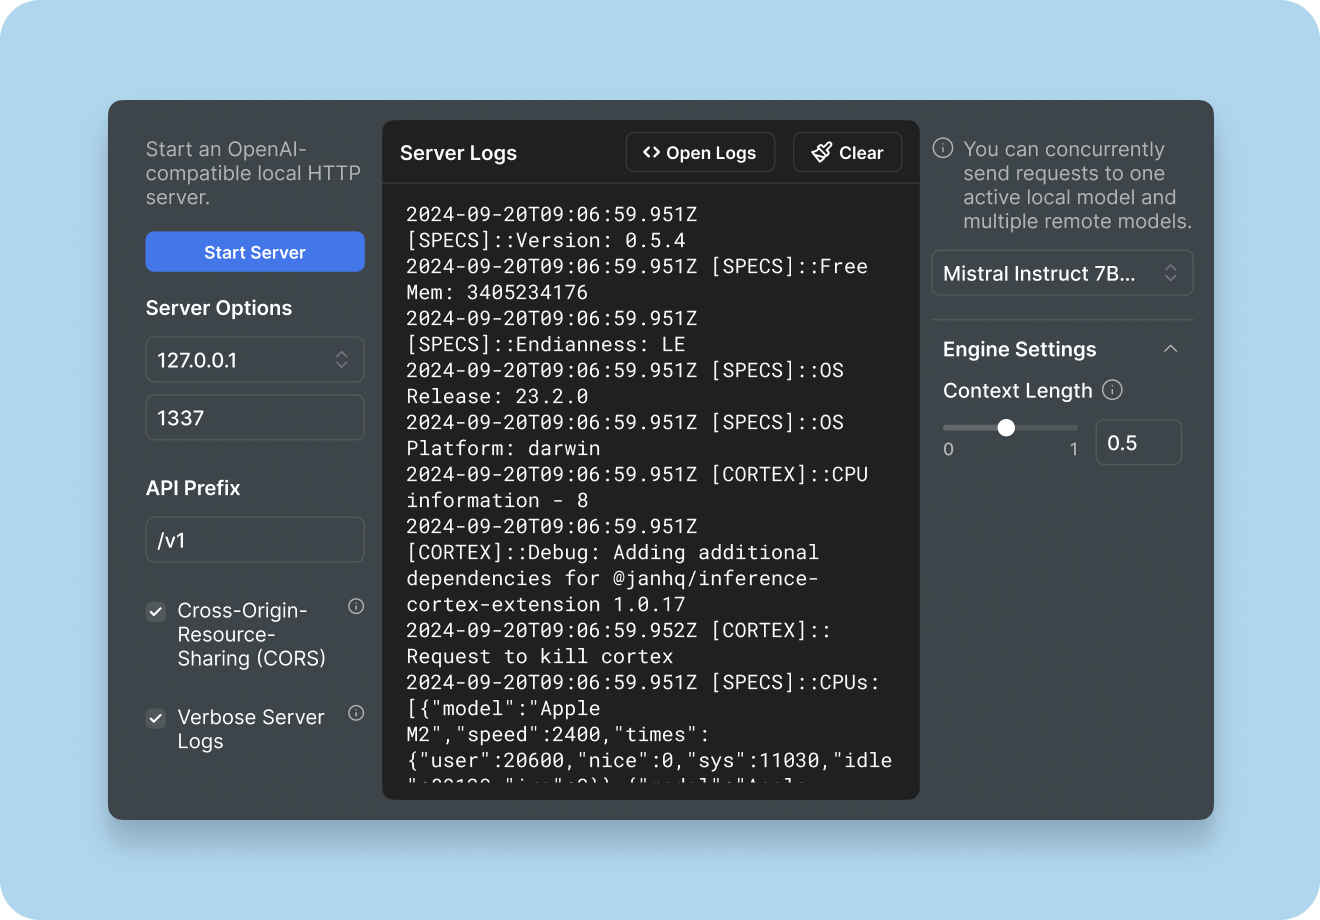 Start an OpenAI-
compatible local HTTP
server.
Start Server
Server Options
127.0.0.1
1337
API Prefix
/v1
Cross-Origin-
Resource-
Sharing (CORS)
Verbose Server
Logs
Server Logs
Open Logs
Clear
2024-09-20T09:06:59.951Z
[SPECS]::Version: 0.5.4
2024-09-20T09:06:59.951Z [SPECS]::Free
Mem: 3405234176
2024-09-20T09:06:59.951Z
[SPECS]::Endianness: LE
2024-09-20T09:06:59.951Z [SPECS]::OS
Release: 23.2.0
2024-09-20T09:06:59.951Z [SPECS]::OS
Platform: darwin
2024-09-20T09:06:59.951Z [CORTEX]::CPU
information - 8
2024-09-20T09:06:59.951Z
[CORTEX]::Debug: Adding additional
dependencies for @janhq/inference-
cortex-extension 1.0.17
2024-09-20T09:06:59.952Z [CORTEX]::
Request to kill cortex
2024-09-20T09:06:59.951Z [SPECS]::CPUs:
[{"model":"Apple
M2","speed":2400,"times":
{"user":20600,"nice":0,"sys":11030,"idle
You can concurrently
send requests to one
active local model and
multiple remote models.
Mistral Instruct 7B...
Engine Settings
Context Length
0
1
0.5